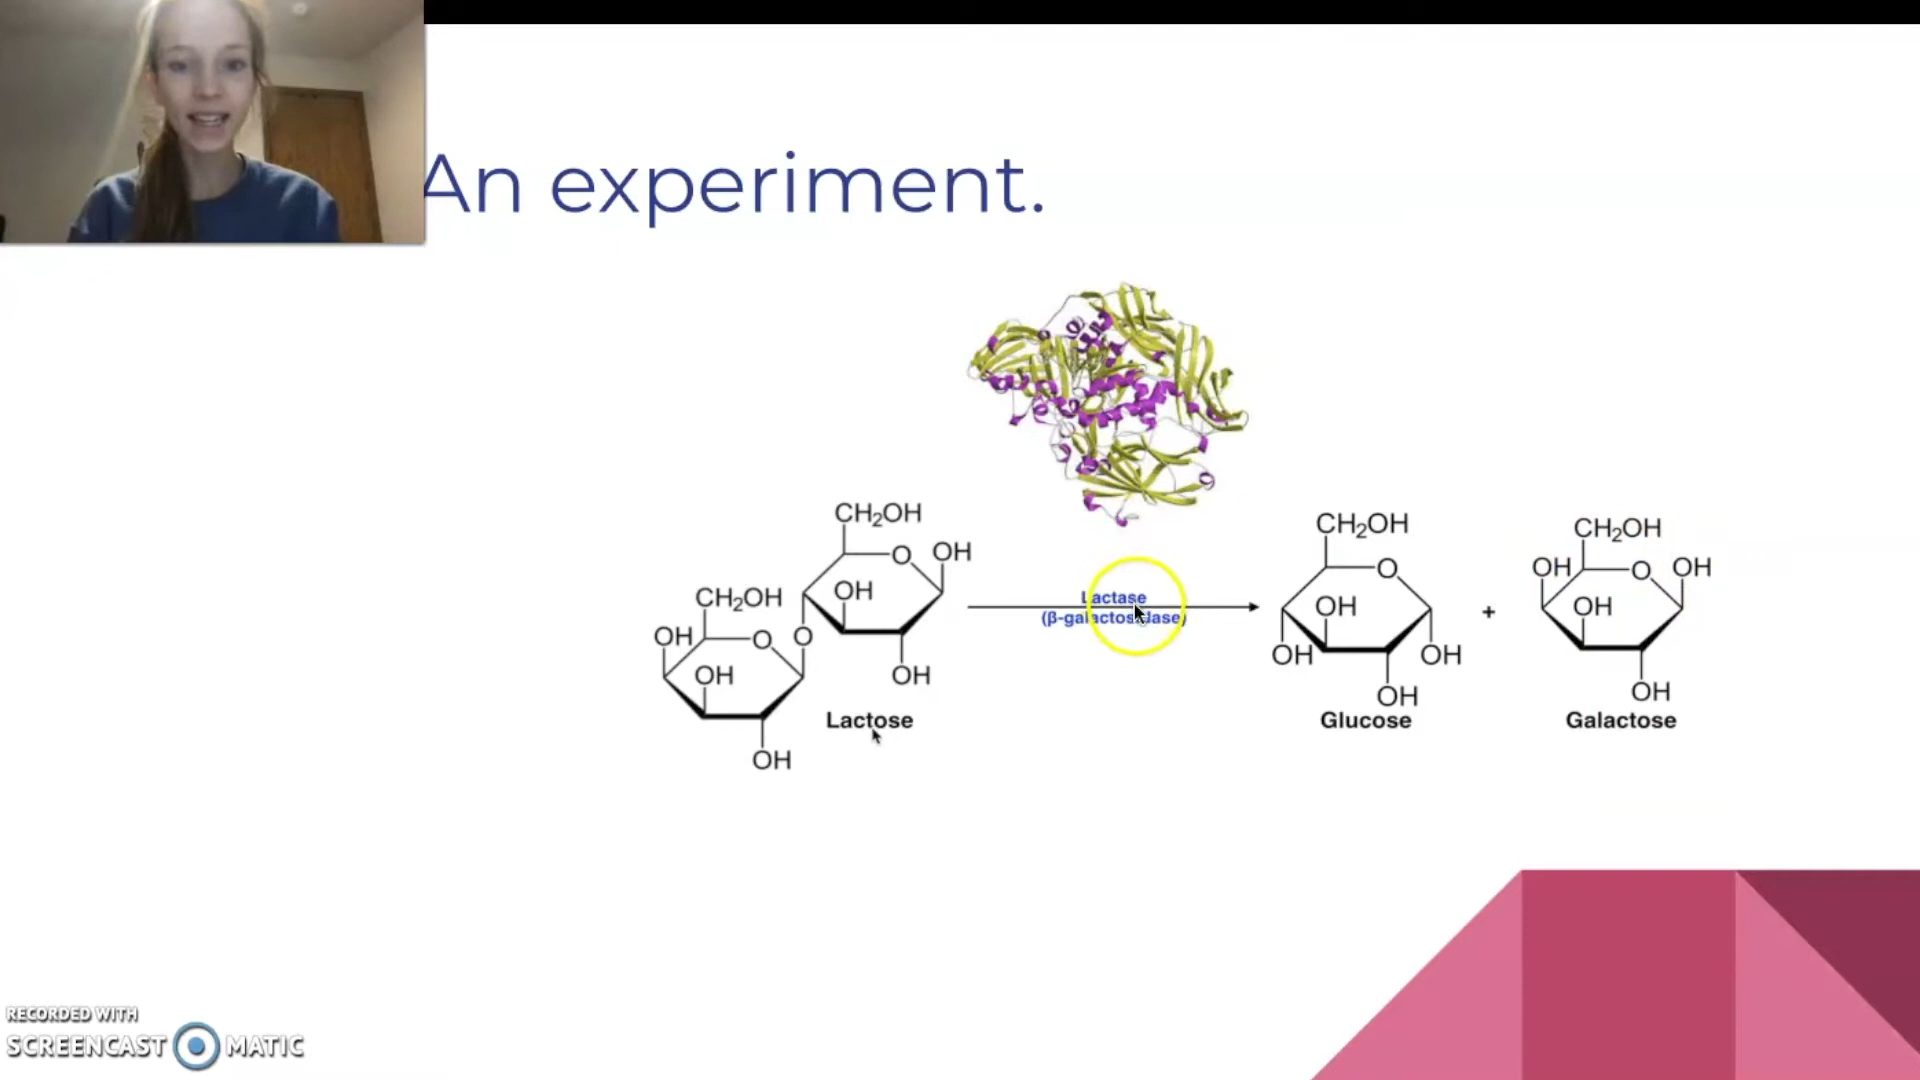 An experiment.
CH₂OH
O OH
OH
CH₂OH
OH O O
OH
OH
OH
Lactose
Lactase
(β-galactosidase)
CH₂OH
O
OH
OH OH
OH
Glucose
+
CH₂OH
OH O OH
OH
OH
Galactose
RECORDED WITH
SCREENCAST MATIC